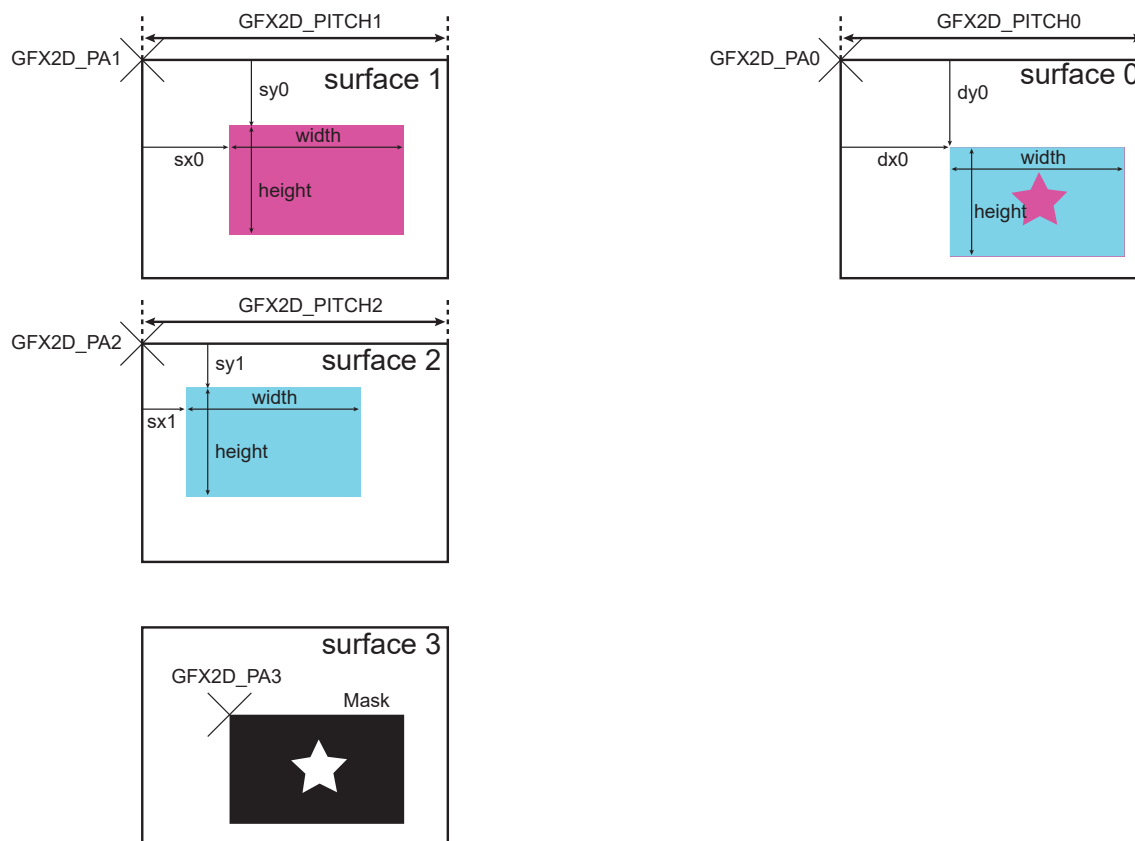 GFX2D_PITCH1
GFX2D_PA1
surface 1
sy0
width
sx0
height
GFX2D_PITCH0
GFX2D_PA0
surface 0
dy0
width
dx0
height
GFX2D_PITCH2
GFX2D_PA2
surface 2
sy1
width
sx1
height
surface 3
GFX2D_PA3
Mask